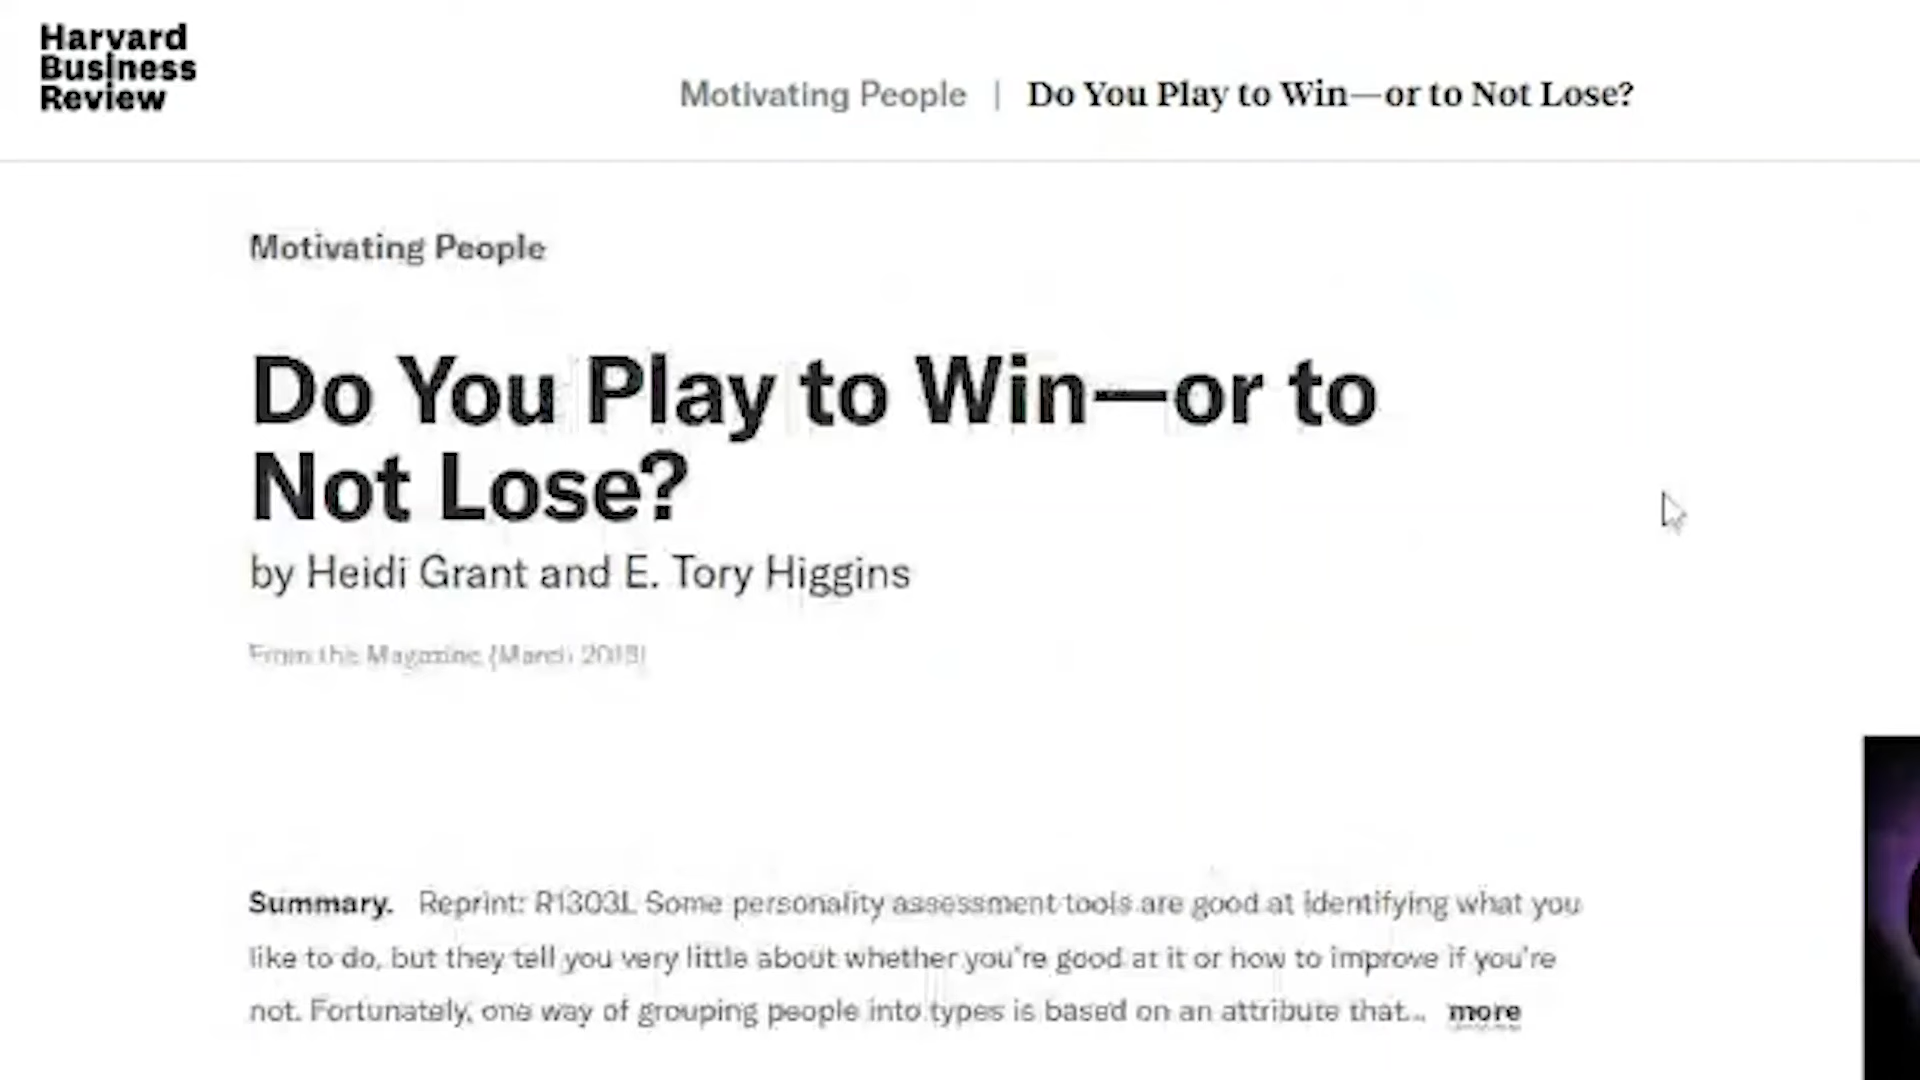 Harvard
Business
Review
Motivating People | Do You Play to Win—or to Not Lose?
Motivating People
Do You Play to Win—or to
Not Lose?
by Heidi Grant and E. Tory Higgins
From the Magazine (March
Summary. Reprint: R1303L Some personality assessment tools are good at identifying what you
like to do, but they tell you very little about whether you're good at it or how to improve if you're
not. Fortunately, one way of grouping people into types is based on an attribute that... more